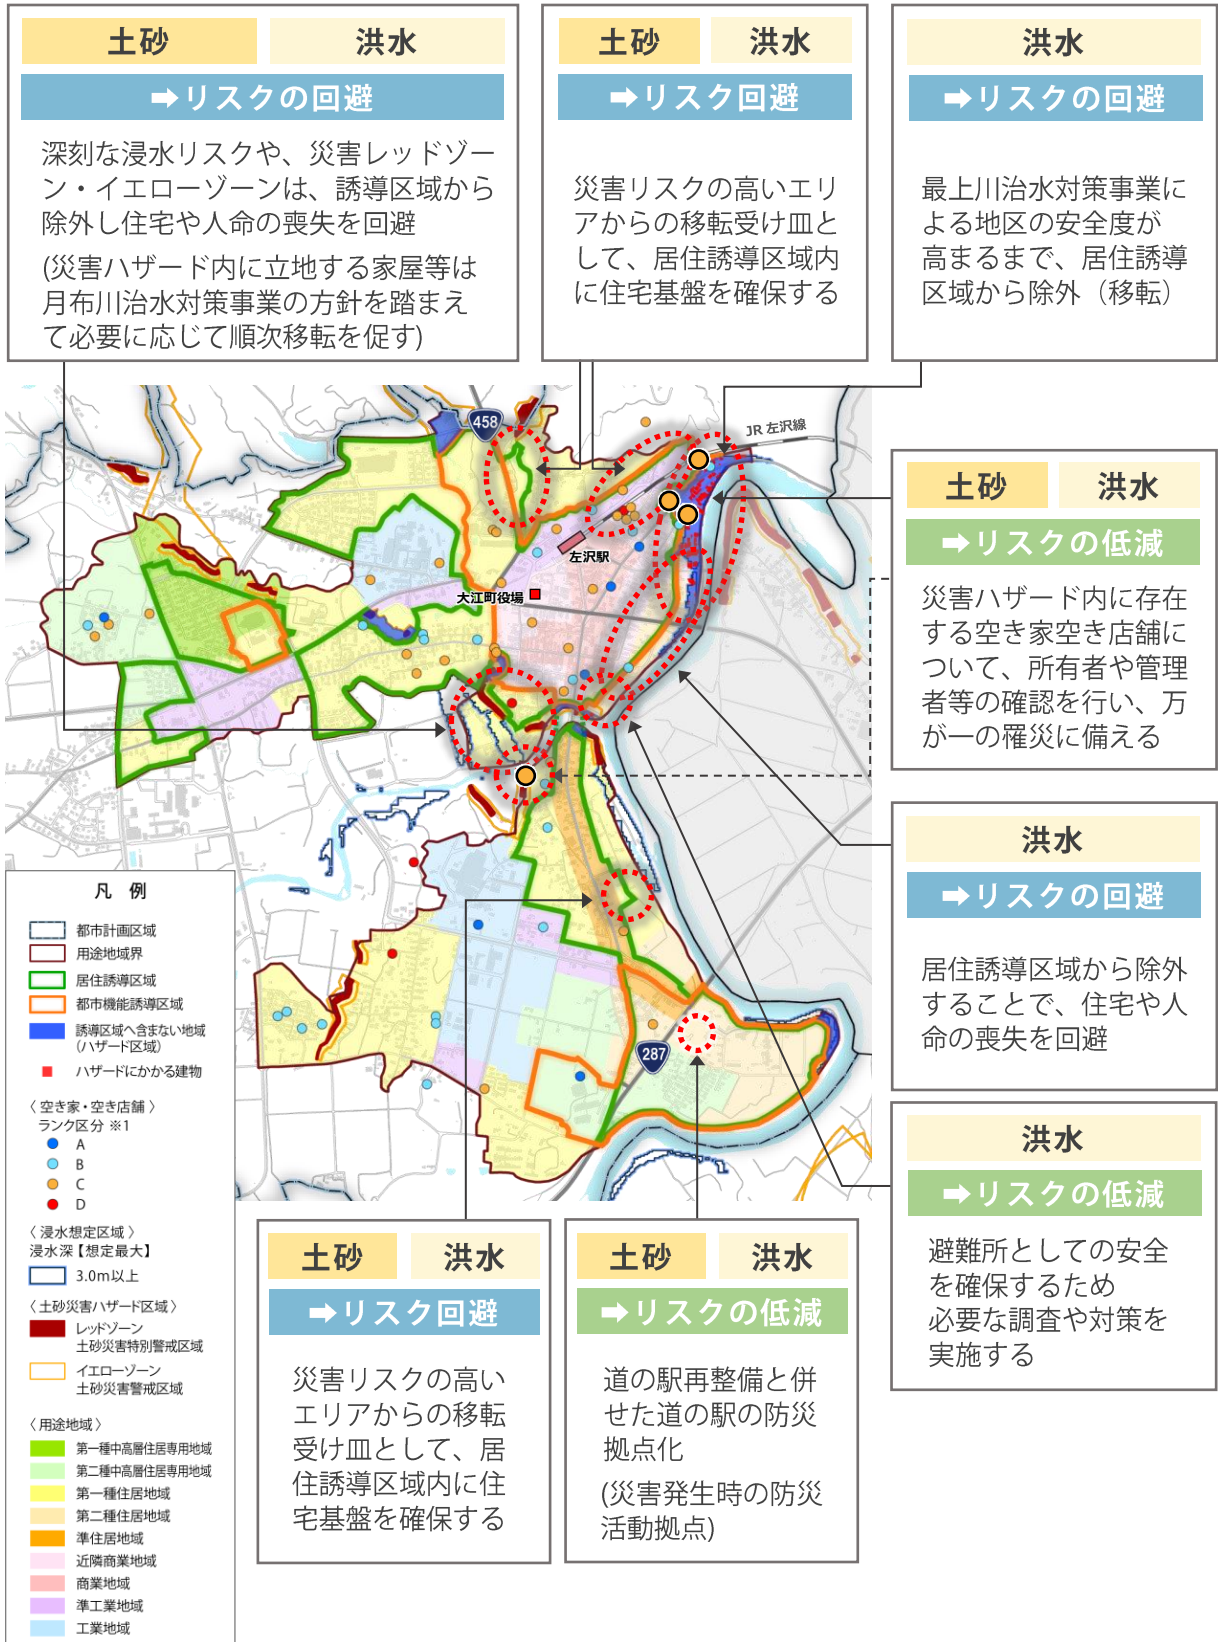 土砂 洪水
➡リスクの回避
深刻な浸水リスクや、災害レッドゾー
ン・イエローゾーンは、誘導区域から
除外し住宅や人命の喪失を回避
(災害ハザード内に立地する家屋等は
月布川治水対策事業の方針を踏まえ
て必要に応じて順次移転を促す)
土砂 洪水
➡リスク回避
災害リスクの高いエリ
アからの移転受け皿と
して、居住誘導区域内
に住宅基盤を確保する
洪水
➡リスクの回避
最上川治水対策事業に
よる地区の安全度が
高まるまで、居住誘導
区域から除外（移転）
458
JR 左沢線
左沢駅
大江町役場
287
土砂 洪水
➡リスクの低減
災害ハザード内に存在
する空き家空き店舗に
ついて、所有者や管理
者等の確認を行い、万
が一の罹災に備える
洪水
➡リスクの回避
居住誘導区域から除外
することで、住宅や人
命の喪失を回避
洪水
➡リスクの低減
避難所としての安全
を確保するため
必要な調査や対策を
実施する
土砂 洪水
➡リスク回避
災害リスクの高い
エリアからの移転
受け皿として、居
住誘導区域内に住
宅基盤を確保する
土砂 洪水
➡リスクの低減
道の駅再整備と併
せた道の駅の防災
拠点化
(災害発生時の防災
活動拠点)
凡 例
都市計画区域
用途地域界
居住誘導区域
都市機能誘導区域
誘導区域へ含まない地域
（ハザード区域）
ハザードにかかる建物
〈 空き家・空き店舗 〉
ランク区分 ※1
A
B
C
D
〈 浸水想定区域 〉
浸水深【想定最大】
3.0m以上
〈 土砂災害ハザード区域 〉
レッドゾーン
土砂災害特別警戒区域
イエローゾーン
土砂災害警戒区域
〈 用途地域 〉
第一種中高層住居専用地域
第二種中高層住居専用地域
第一種住居地域
第二種住居地域
準住居地域
近隣商業地域
商業地域
準工業地域
工業地域